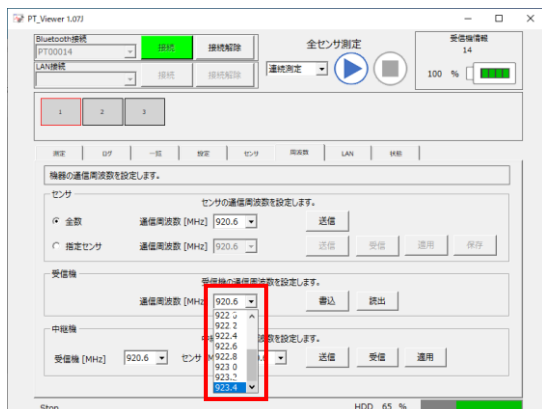 PT_Viewer 1.07J
Bluetooth接続
PT00014
接続
接続解除
LAN接続
接続
接続解除
全センサ測定
連続測定
受信機情報
14
100 %
1 2 3
測定 ログ 一覧 設定 センサ 周波数 LAN 状態
機器の通信周波数を設定します。
センサ
センサの通信周波数を設定します。
全数 通信周波数 [MHz] 920.6 送信
指定センサ 通信周波数 [MHz] 920.6 送信 受信 適用 保存
受信機
受信機の通信周波数を設定します。
通信周波数 [MHz] 920.6 書込 読出
922.2
922.4
922.6
922.8
923.0
923.2
923.4
中継機
周波数を設定します。
受信機 [MHz] 920.6 センサ 送信 受信 適用
Stop
HDD 65 %